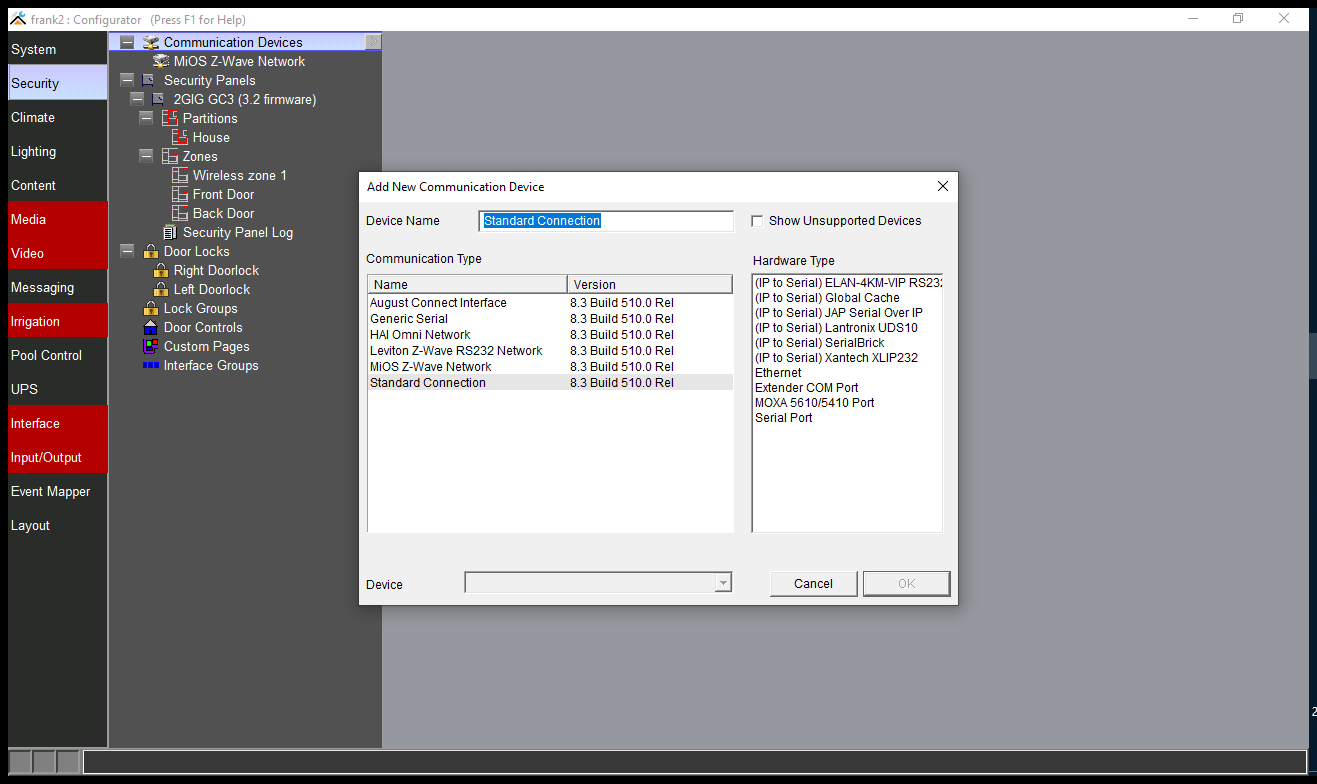 frank2 : Configurator (Press F1 for Help)
System
Security
Climate
Lighting
Content
Media
Video
Messaging
Irrigation
Pool Control
UPS
Interface
Input/Output
Event Mapper
Layout
Communication Devices
MiOS Z-Wave Network
Security Panels
2GIG GC3 (3.2 firmware)
Partitions
House
Zones
Wireless zone 1
Front Door
Back Door
Security Panel Log
Door Locks
Right Doorlock
Left Doorlock
Lock Groups
Door Controls
Custom Pages
Interface Groups
Add New Communication Device
Device Name
Standard Connection
Show Unsupported Devices
Communication Type
Name Version
August Connect Interface 8.3 Build 510.0 Rel
Generic Serial 8.3 Build 510.0 Rel
HAI Omni Network 8.3 Build 510.0 Rel
Leviton Z-Wave RS232 Network 8.3 Build 510.0 Rel
MiOS Z-Wave Network 8.3 Build 510.0 Rel
Standard Connection 8.3 Build 510.0 Rel
Hardware Type
(IP to Serial) ELAN-4KM-VIP RS232
(IP to Serial) Global Cache
(IP to Serial) JAP Serial Over IP
(IP to Serial) Lantronix UDS10
(IP to Serial) SerialBrick
(IP to Serial) Xantech XLIP232
Ethernet
Extender COM Port
MOXA 5610/5410 Port
Serial Port
Device
Cancel
OK
2